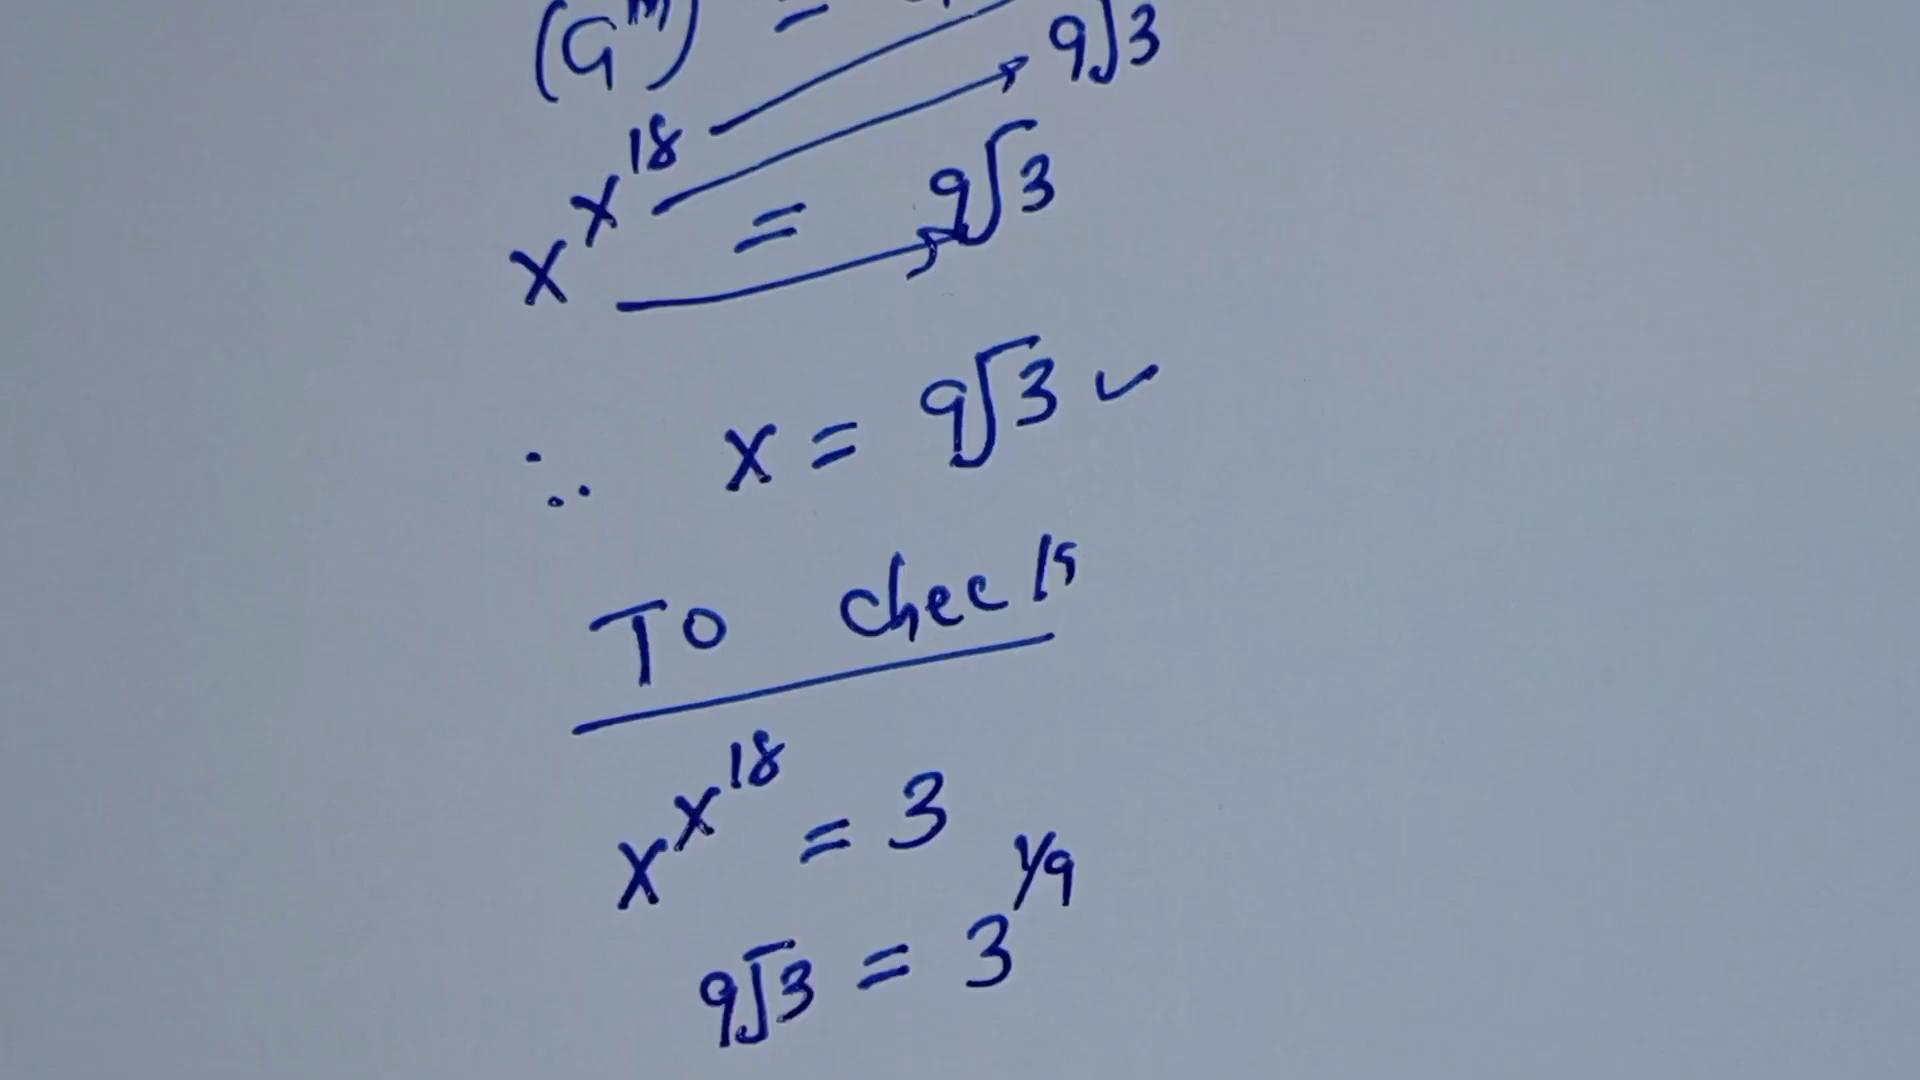 (G^m) =
9√3
x^x^18 = 9√3
∴ x = 9√3 ✓
To check
x^x^18 = 3
9√3 = 3^1/9